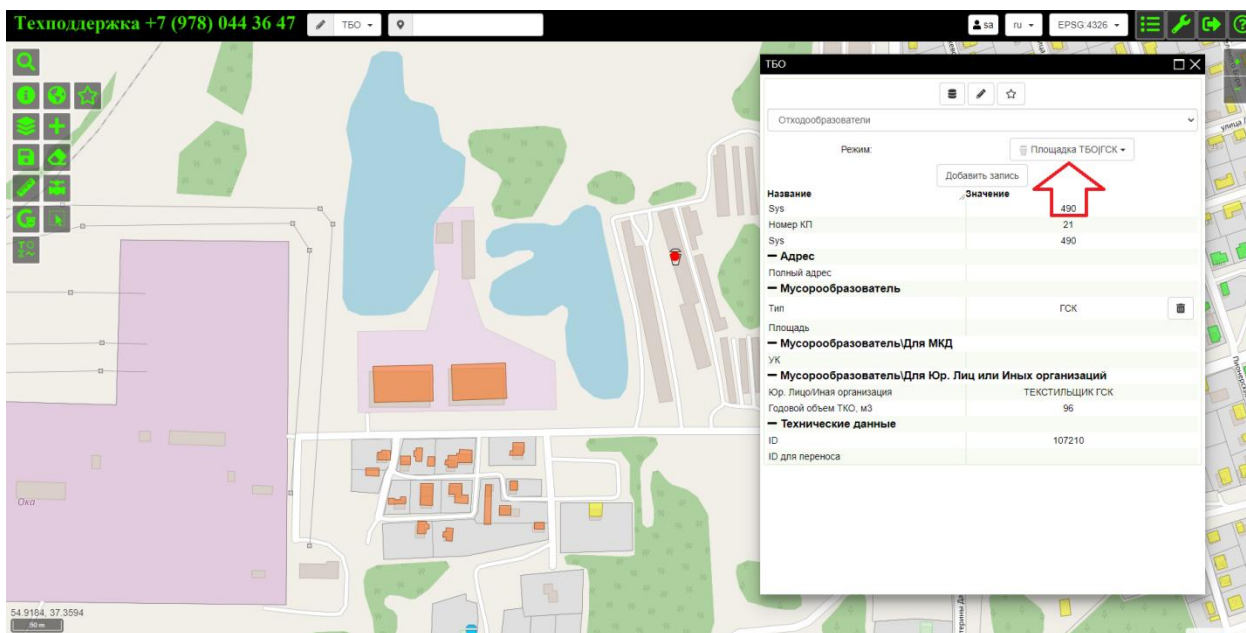 Техподдержка +7 (978) 044 36 47
ТБО
sa
ru
EPSG:4326
ТБО
Отходообразователи
Режим:
Площадка ТБО|ГСК
Добавить запись
Название Значение
Sys 490
Номер КП 21
Sys 490
Адрес
Полный адрес
Мусорообразователь
Тип ГСК
Площадь
Мусорообразователь\Для МКД
УК
Мусорообразователь\Для Юр. Лиц или Иных организаций
Юр. Лицо/Иная организация ТЕКСТИЛЬЩИК ГСК
Годовой объем ТКО, м3 96
Технические данные
ID 107210
ID для переноса
Ока
54.9184, 37.3594
50 m